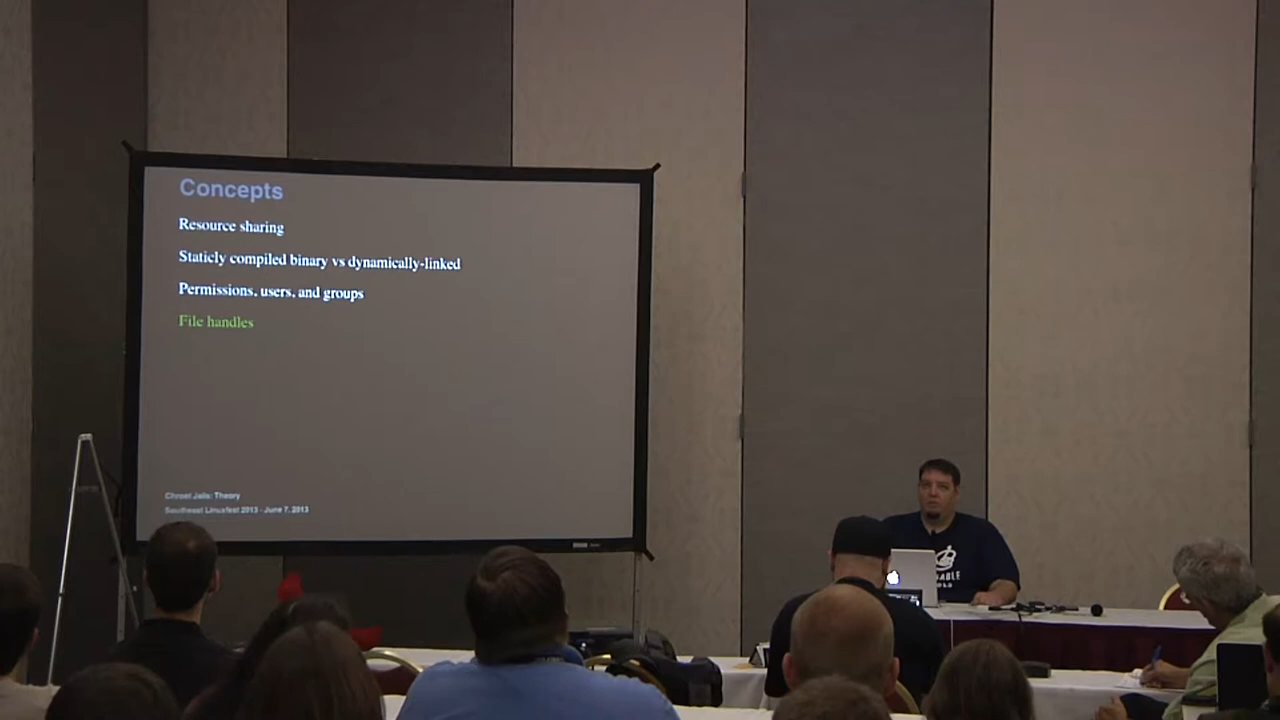 Concepts
Resource sharing
Staticly compiled binary vs dynamically-linked
Permissions, users, and groups
File handles
Chroot Jails: Theory
Southeast Linuxfest 2013 - June 7, 2013